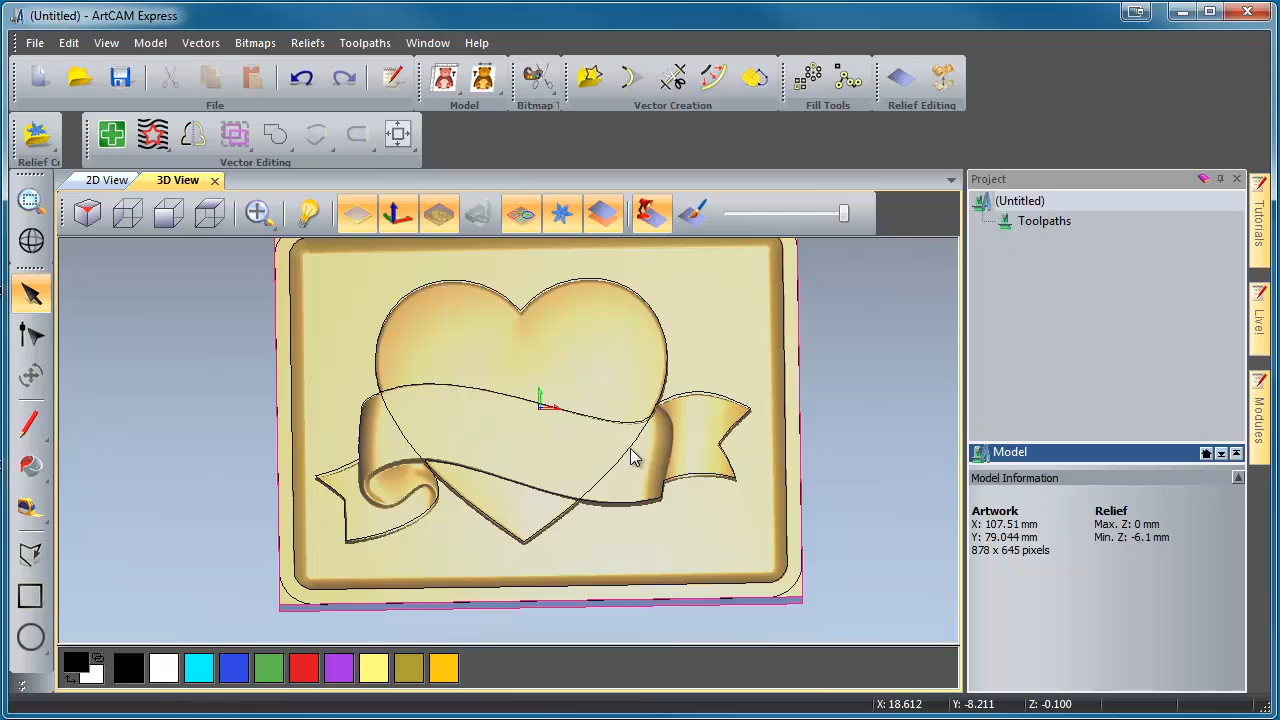 (Untitled) - ArtCAM Express
File Edit View Model Vectors Bitmaps Reliefs Toolpaths Window Help
File Model Bitmap T Vector Creation Fill Tools Relief Editing
Relief Cr Vector Editing
2D View 3D View
Project
(Untitled)
Toolpaths
Tutorials
Live!
Modules
Model
Model Information
Artwork Relief
X: 107.51 mm Max. Z: 0 mm
Y: 79.044 mm Min. Z: -6.1 mm
878 x 645 pixels
X: 18.612 Y: -8.211 Z: -0.100